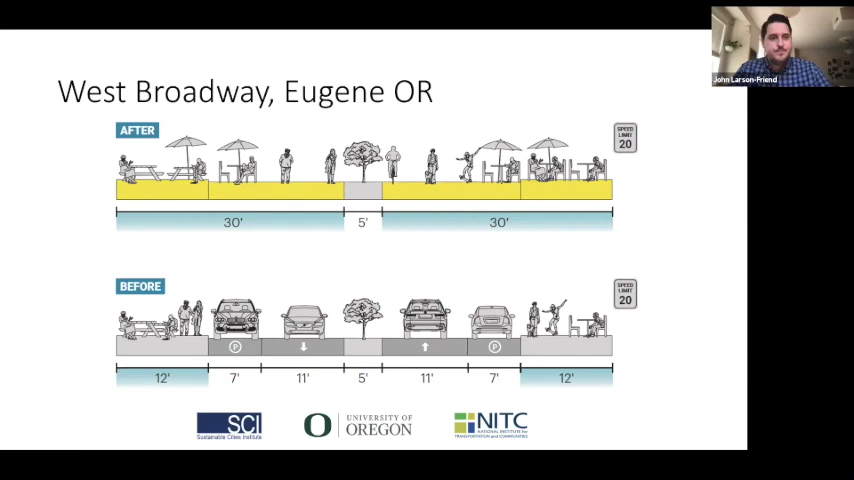 John Larson-Friend
West Broadway, Eugene OR
AFTER
SPEED
LIMIT
20
30' 5' 30'
BEFORE
SPEED
LIMIT
20
P P
12' 7' 11' 5' 11' 7' 12'
SCI
Sustainable Cities Institute
O UNIVERSITY OF
OREGON
NITC
NATIONAL INSTITUTE for
TRANSPORTATION and COMMUNITIES